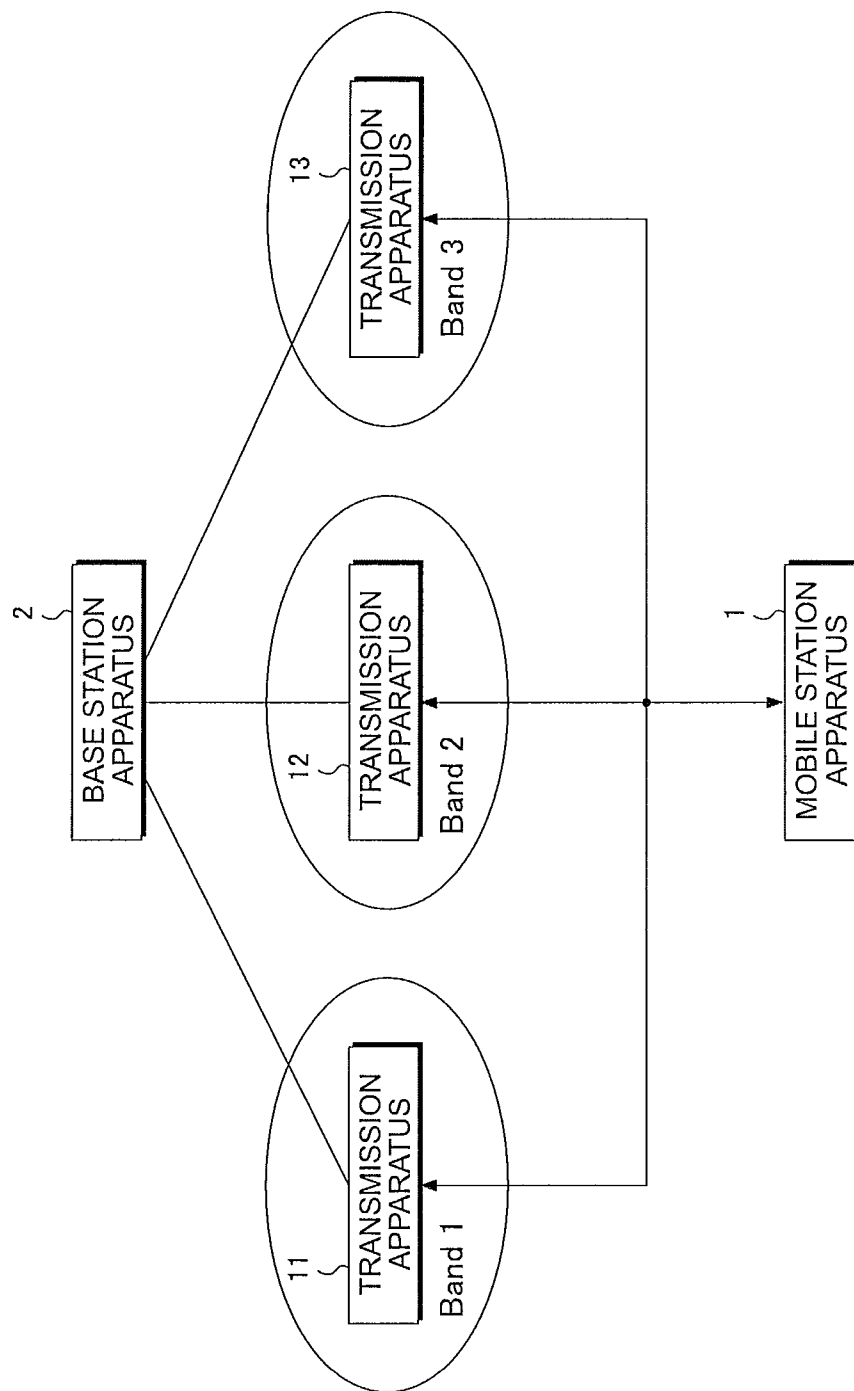 2
BASE STATION
APPARATUS
11
TRANSMISSION
APPARATUS
Band 1
12
TRANSMISSION
APPARATUS
Band 2
13
TRANSMISSION
APPARATUS
Band 3
1
MOBILE STATION
APPARATUS